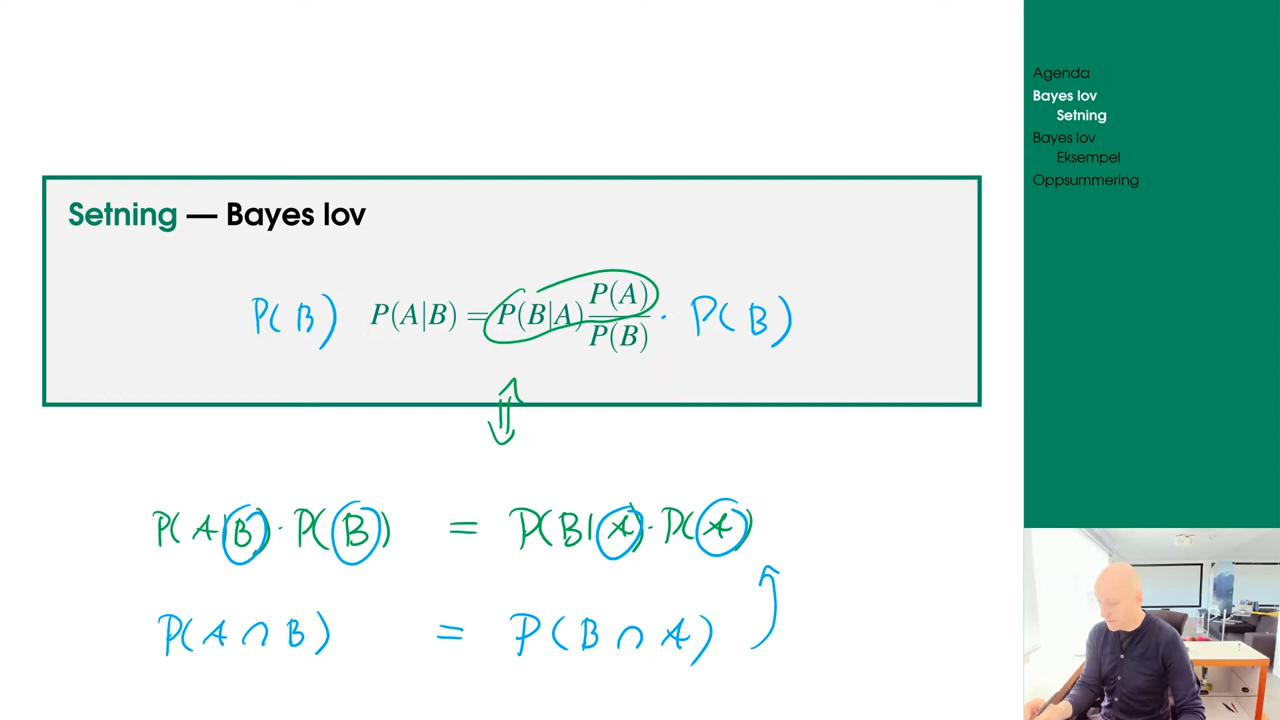 Setning — Bayes lov
P(B) P(A|B) = P(B|A) P(A)/P(B) · P(B)
⇕
P(A|B) · P(B) = P(B|A) · P(A)
P(A ∩ B) = P(B ∩ A)
Agenda
Bayes lov
Setning
Bayes lov
Eksempel
Oppsummering